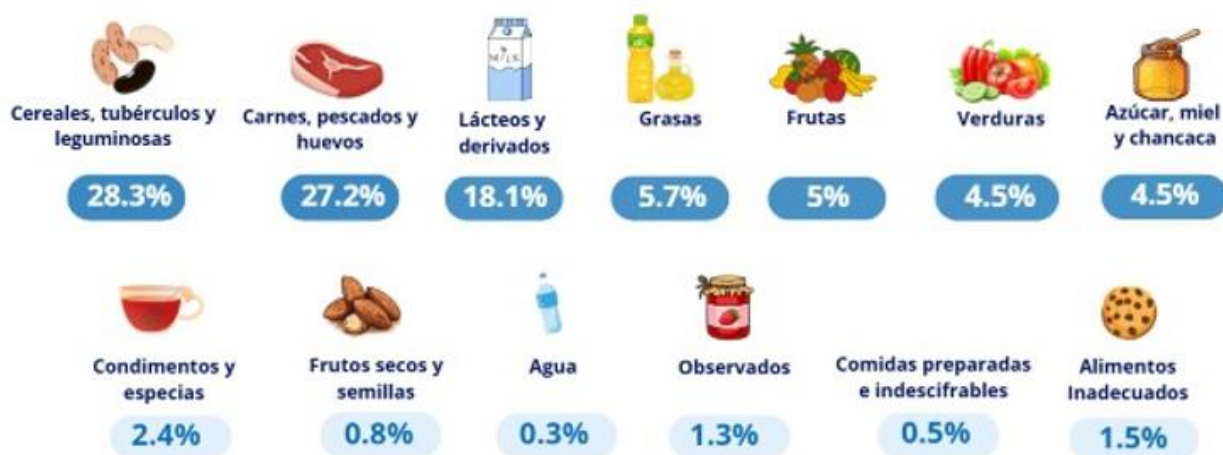 MILK
Cereales, tubérculos y
leguminosas
Carnes, pescados y
huevos
Lácteos y
derivados
Grasas
Frutas
Verduras
Azúcar, miel
y chancaca
28.3%
27.2%
18.1%
5.7%
5%
4.5%
4.5%
Condimentos y
especias
Frutos secos y
semillas
Agua
Observados
Comidas preparadas
e indescifrables
Alimentos
Inadecuados
2.4%
0.8%
0.3%
1.3%
0.5%
1.5%